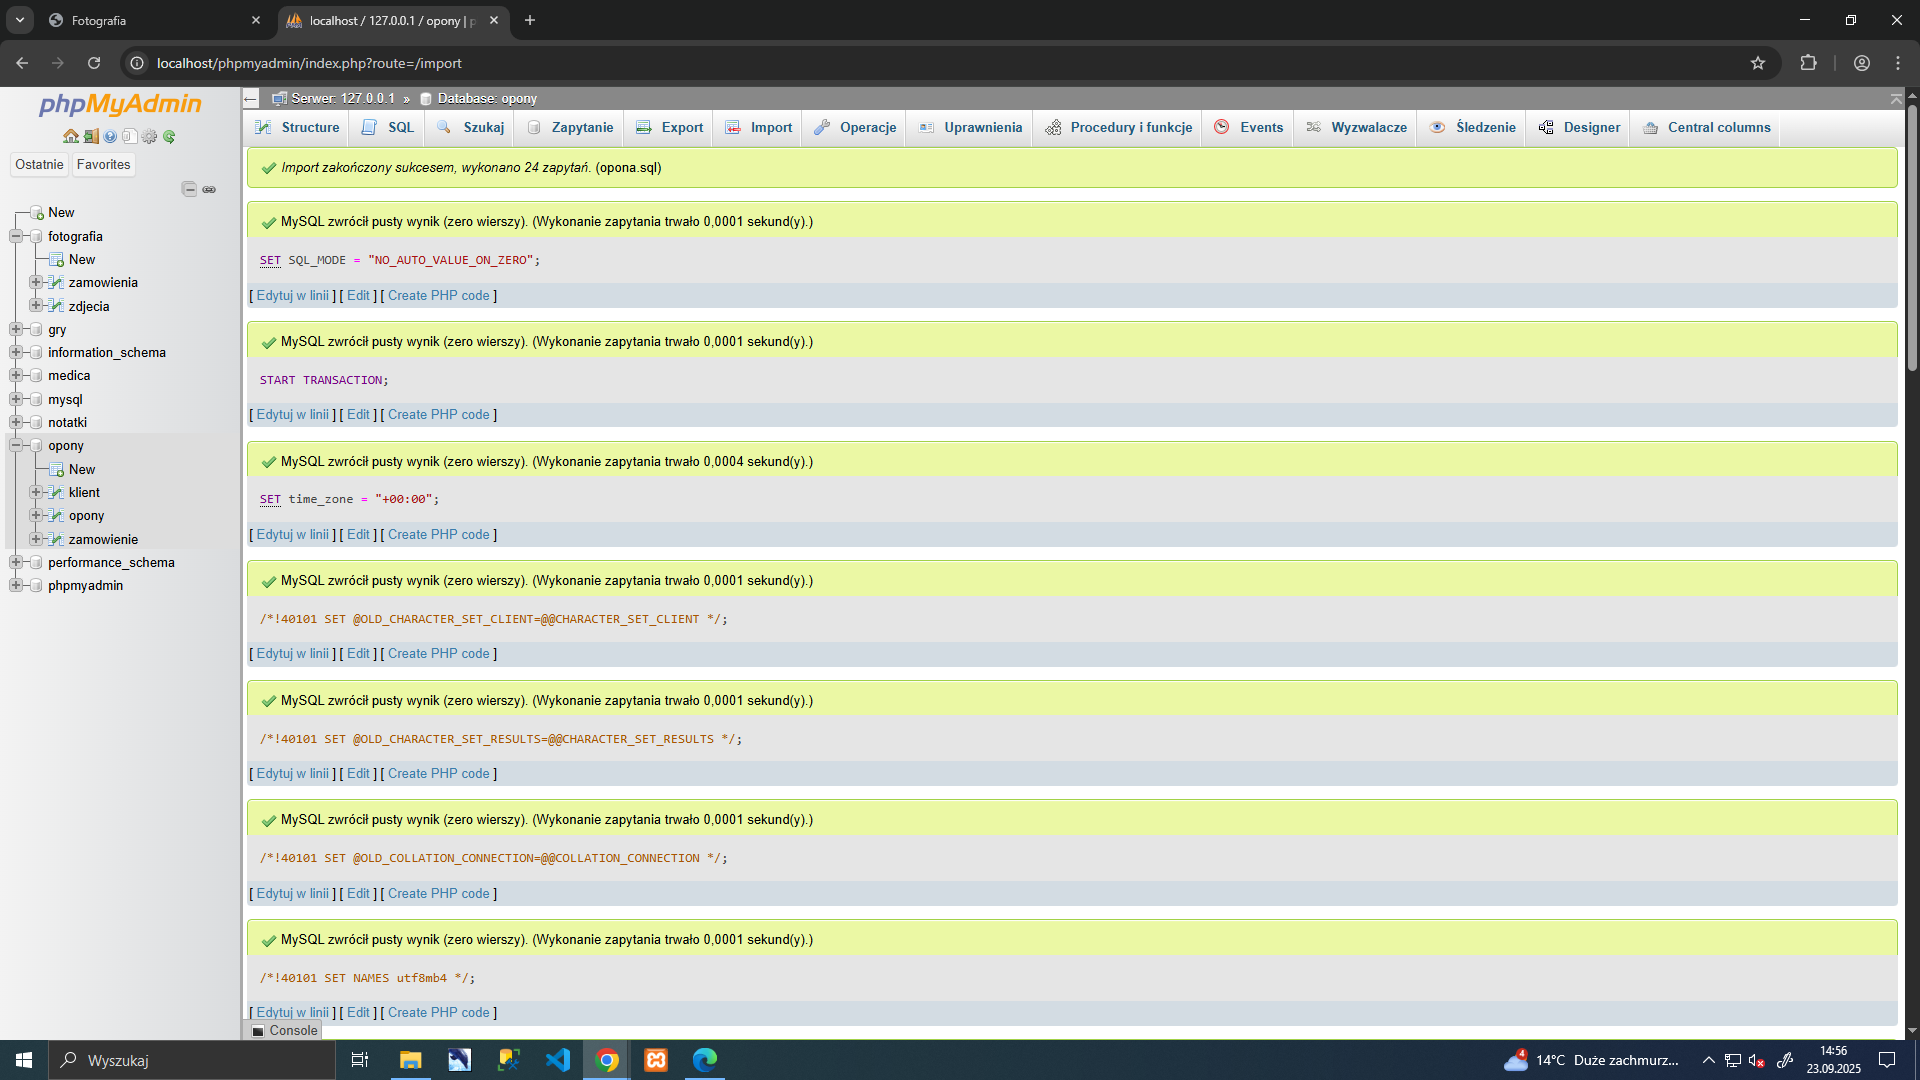 Fotografia
localhost / 127.0.0.1 / opony | p
localhost/phpmyadmin/index.php?route=/import
phpMyAdmin
Ostatnie
Favorites
New
fotografia
New
zamowienia
zdjecia
gry
information_schema
medica
mysql
notatki
opony
New
klient
opony
zamowienie
performance_schema
phpmyadmin
Serwer: 127.0.0.1 » Database: opony
Structure
SQL
Szukaj
Zapytanie
Export
Import
Operacje
Uprawnienia
Procedury i funkcje
Events
Wyzwalacze
Śledzenie
Designer
Central columns
Import zakończony sukcesem, wykonano 24 zapytań. (opona.sql)
MySQL zwrócił pusty wynik (zero wierszy). (Wykonanie zapytania trwało 0,0001 sekund(y).)
SET SQL_MODE = "NO_AUTO_VALUE_ON_ZERO";
[ Edytuj w linii ] [ Edit ] [ Create PHP code ]
MySQL zwrócił pusty wynik (zero wierszy). (Wykonanie zapytania trwało 0,0001 sekund(y).)
START TRANSACTION;
[ Edytuj w linii ] [ Edit ] [ Create PHP code ]
MySQL zwrócił pusty wynik (zero wierszy). (Wykonanie zapytania trwało 0,0004 sekund(y).)
SET time_zone = "+00:00";
[ Edytuj w linii ] [ Edit ] [ Create PHP code ]
MySQL zwrócił pusty wynik (zero wierszy). (Wykonanie zapytania trwało 0,0001 sekund(y).)
/*!40101 SET @OLD_CHARACTER_SET_CLIENT=@@CHARACTER_SET_CLIENT */;
[ Edytuj w linii ] [ Edit ] [ Create PHP code ]
MySQL zwrócił pusty wynik (zero wierszy). (Wykonanie zapytania trwało 0,0001 sekund(y).)
/*!40101 SET @OLD_CHARACTER_SET_RESULTS=@@CHARACTER_SET_RESULTS */;
[ Edytuj w linii ] [ Edit ] [ Create PHP code ]
MySQL zwrócił pusty wynik (zero wierszy). (Wykonanie zapytania trwało 0,0001 sekund(y).)
/*!40101 SET @OLD_COLLATION_CONNECTION=@@COLLATION_CONNECTION */;
[ Edytuj w linii ] [ Edit ] [ Create PHP code ]
MySQL zwrócił pusty wynik (zero wierszy). (Wykonanie zapytania trwało 0,0001 sekund(y).)
/*!40101 SET NAMES utf8mb4 */;
[ Edytuj w linii ] [ Edit ] [ Create PHP code ]
Console
Wyszukaj
4
14°C Duże zachmurz...
14:56
23.09.2025